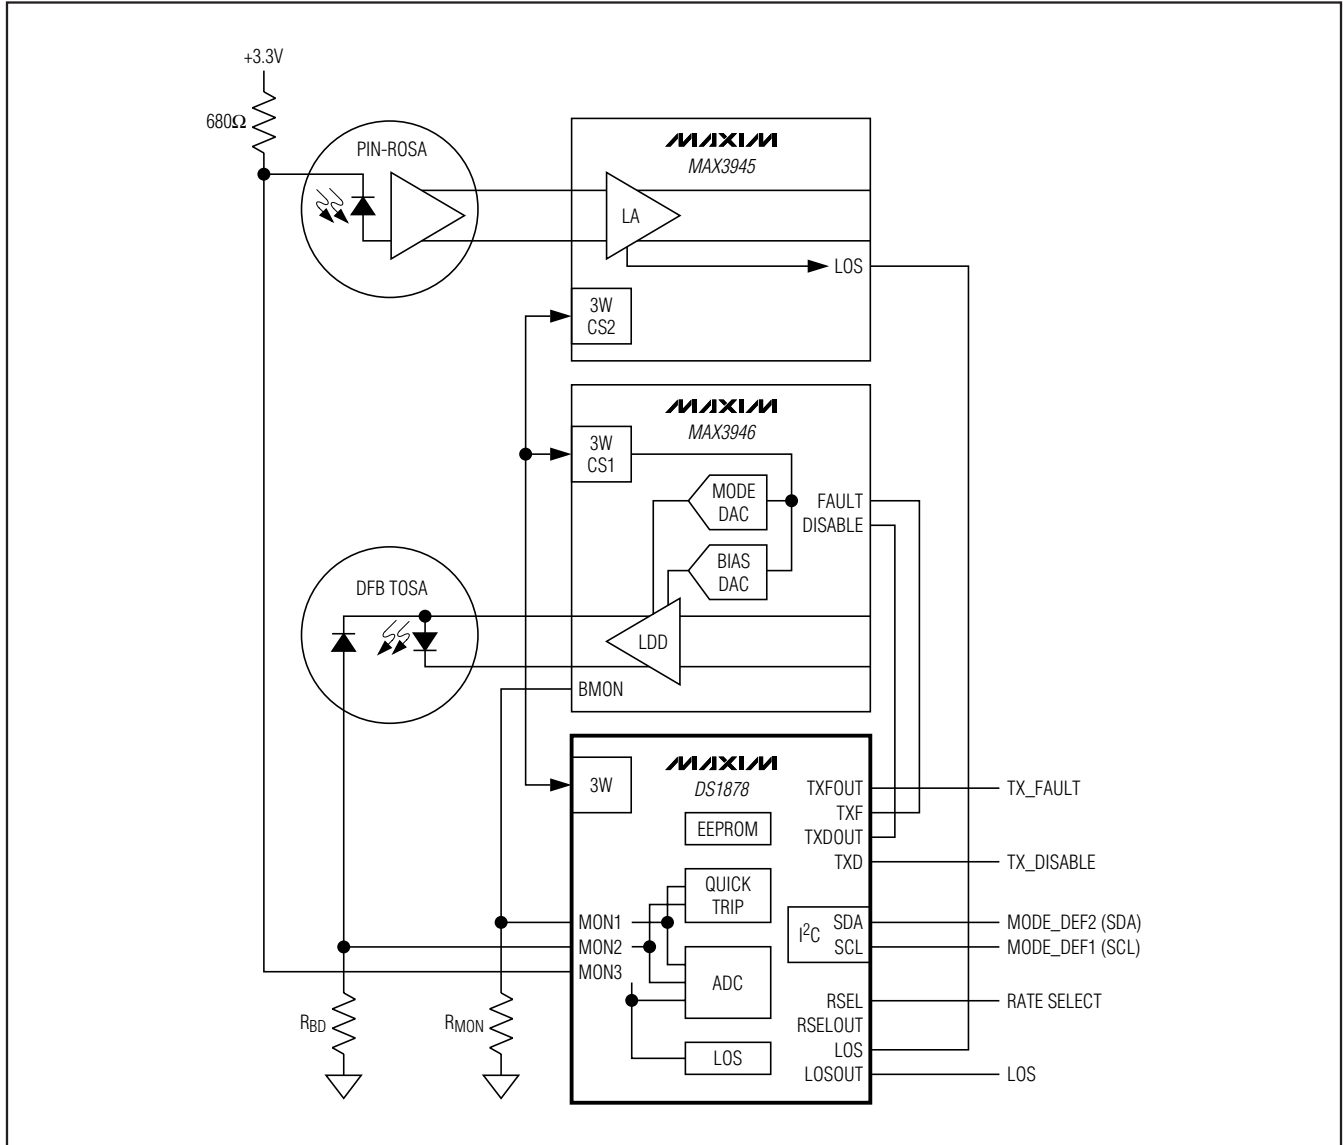 +3.3V
680Ω
PIN-ROSA
MAXIM
MAX3945
LA
LOS
3W
CS2
MAXIM
MAX3946
3W
CS1
MODE
DAC
FAULT
DISABLE
BIAS
DAC
DFB TOSA
LDD
BMON
MAXIM
DS1878
3W
EEPROM
TXFOUT
TX_FAULT
TXF
TXDOUT
TXD
TX_DISABLE
QUICK
TRIP
MON1
MON2
MON3
ADC
I²C
SDA
SCL
MODE_DEF2 (SDA)
MODE_DEF1 (SCL)
RSEL
RATE SELECT
RSELOUT
RBD
RMON
LOS
LOS
LOSOUT
LOS